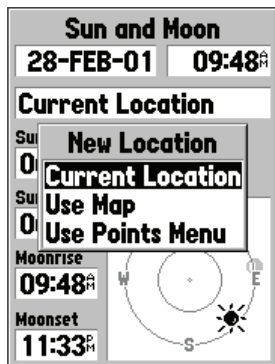 Sun and Moon
28-FEB-01 09:48AM
Current Location
New Location
Current Location
Use Map
Use Points Menu
Moonrise
09:48AM
W E
Moonset
11:33PM
S